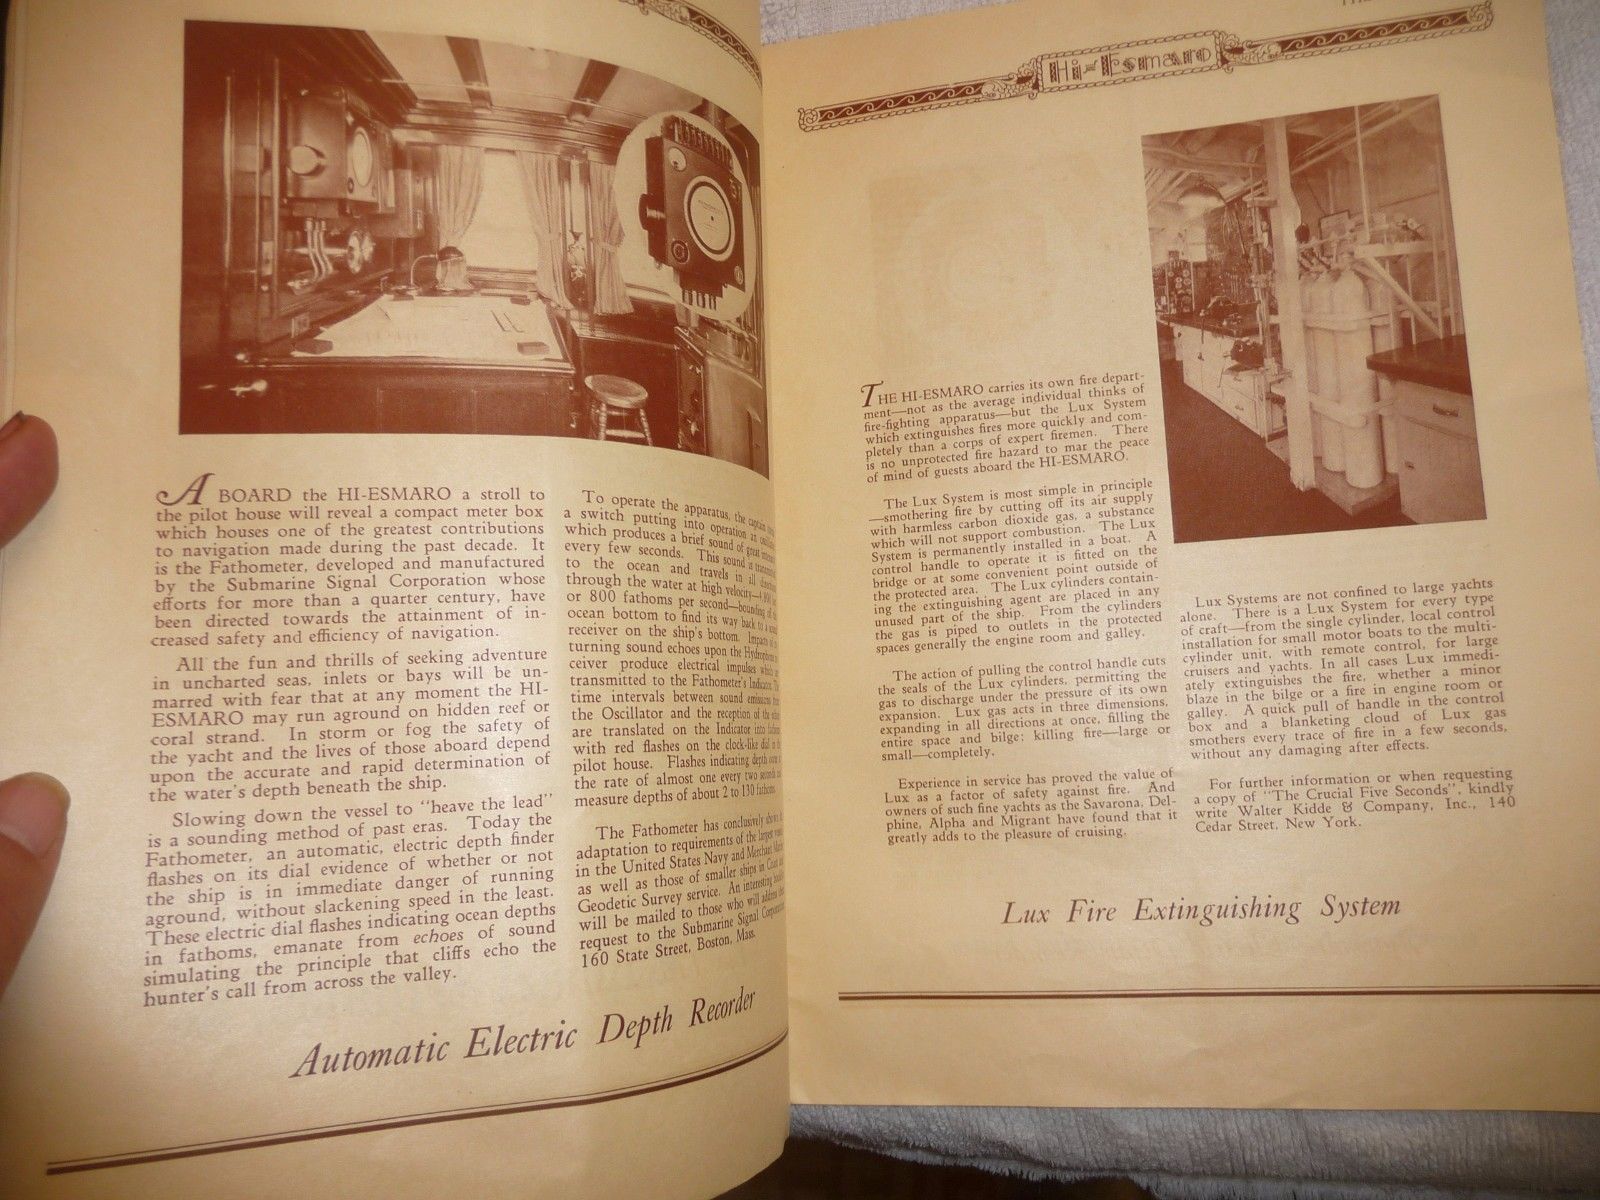 A BOARD the HI-ESMARO a stroll to
the pilot house will reveal a compact meter box
which houses one of the greatest contributions
to navigation made during the past decade. It
is the Fathometer, developed and manufactured
by the Submarine Signal Corporation whose
efforts for more than a quarter century, have
been directed towards the attainment of in-
creased safety and efficiency of navigation.
All the fun and thrills of seeking adventure
in uncharted seas, inlets or bays will be un-
marred with fear that at any moment the HI-
ESMARO may run aground on hidden reef or
coral strand. In storm or fog the safety of
the yacht and the lives of those aboard depend
upon the accurate and rapid determination of
the water's depth beneath the ship.
Slowing down the vessel to "heave the lead"
is a sounding method of past eras. Today the
Fathometer, an automatic, electric depth finder
flashes on its dial evidence of whether or not
the ship is in immediate danger of running
aground, without slackening speed in the least.
These electric dial flashes indicating ocean depths
in fathoms, emanate from echoes of sound
simulating the principle that cliffs echo the
hunter's call from across the valley.
To operate the apparatus, the captain
a switch putting into operation an
which produces a brief sound of great
every few seconds. This sound is
to the ocean and travels in all
through the water at high velocity
or 800 fathoms per second—bounding off the
ocean bottom to find its way back to a
receiver on the ship's bottom.
turning sound echoes upon the
ceiver produce electrical impulses which
transmitted to the Fathometer's Indicator.
time intervals between sound emissions from
the Oscillator and the reception of the
are translated on the Indicator into
with red flashes on the clock-like dial in the
pilot house. Flashes indicating depth
the rate of almost one every two seconds
measure depths of about 2 to 130 fathoms.
The Fathometer has conclusively
adaptation to requirements of the largest
in the United States Navy and Merchant
as well as those of smaller ships in Coast and
Geodetic Survey service. An interesting
will be mailed to those who will address
request to the Submarine Signal Corporation
160 State Street, Boston, Mass.
Automatic Electric Depth Recorder
Hi-Esmaro
THE HI-ESMARO carries its own fire depart-
ment—not as the average individual thinks of
fire-fighting apparatus—but the Lux System
which extinguishes fires more quickly and com-
pletely than a corps of expert firemen. There
is no unprotected fire hazard to mar the peace
of mind of guests aboard the HI-ESMARO.
The Lux System is most simple in principle
—smothering fire by cutting off its air supply
with harmless carbon dioxide gas, a substance
which will not support combustion. The Lux
System is permanently installed in a boat. A
control handle to operate it is fitted on the
bridge or at some convenient point outside of
the protected area. The Lux cylinders contain-
ing the extinguishing agent are placed in any
unused part of the ship. From the cylinders
the gas is piped to outlets in the protected
spaces generally the engine room and galley.
The action of pulling the control handle cuts
the seals of the Lux cylinders, permitting the
gas to discharge under the pressure of its own
expansion. Lux gas acts in three dimensions,
expanding in all directions at once, filling the
entire space and bilge; killing fire—large or
small—completely.
Experience in service has proved the value of
Lux as a factor of safety against fire. And
owners of such fine yachts as the Savarona, Del-
phine, Alpha and Migrant have found that it
greatly adds to the pleasure of cruising.
Lux Systems are not confined to large yachts
alone. There is a Lux System for every type
of craft—from the single cylinder, local control
installation for small motor boats to the multi-
cylinder unit, with remote control, for large
cruisers and yachts. In all cases Lux immedi-
ately extinguishes the fire, whether a minor
blaze in the bilge or a fire in engine room or
galley. A quick pull of handle in the control
box and a blanketing cloud of Lux gas
smothers every trace of fire in a few seconds,
without any damaging after effects.
For further information or when requesting
a copy of "The Crucial Five Seconds", kindly
write Walter Kidde & Company, Inc., 140
Cedar Street, New York.
Lux Fire Extinguishing System